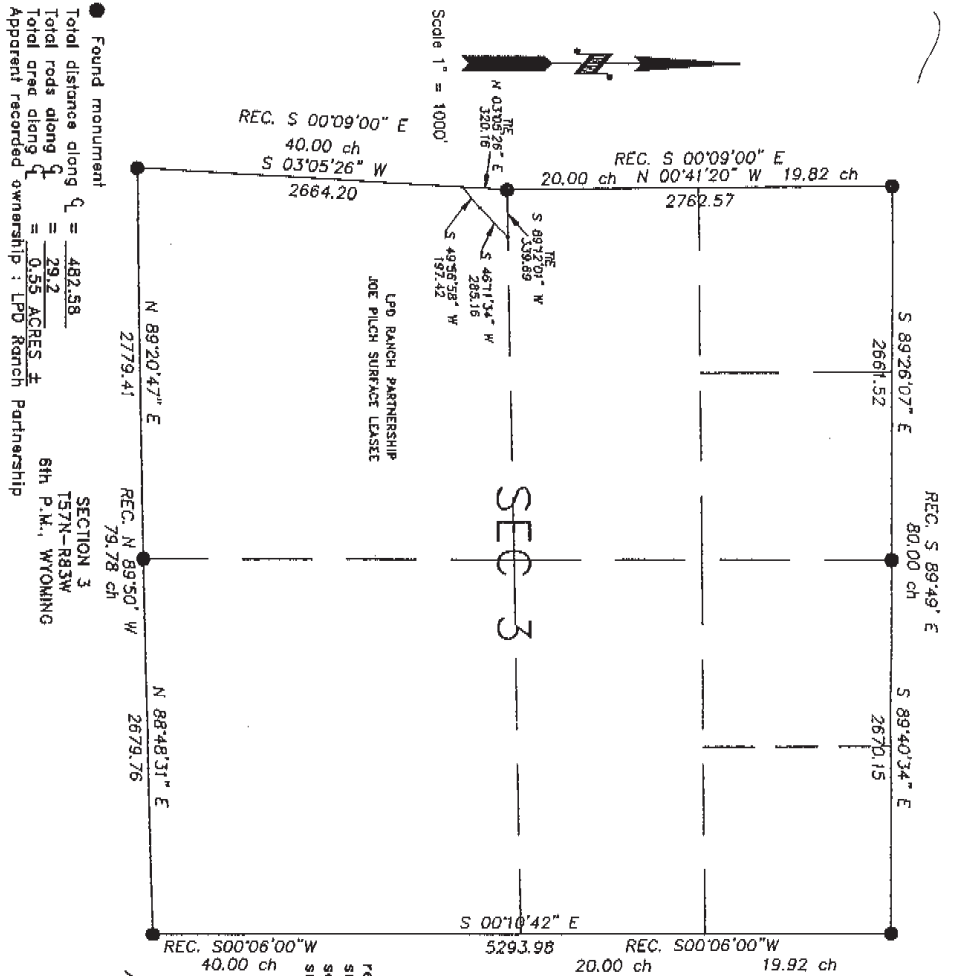 Scale 1" = 1000'
REC. S 00°09'00" E
40.00 ch
S 03°05'26" W
2664.20
TIE
N 03°05'26" E
320.16
REC. S 00°09'00" E
20.00 ch N 00°41'20" W 19.82 ch
2762.57
TIE
S 89°12'01" W
339.69
S 46°11'34" W
285.16
S 49°56'58" W
197.42
S 89°26'07" E
2661.52
REC. S 89°49' E
80.00 ch
S 89°40'34" E
2670.15
LPD RANCH PARTNERSHIP
JOE PILCH SURFACE LEASEE
SEC 3
N 89°20'47" E
2779.41
REC. N 89°50' W
79.78 ch
N 88°48'31" E
2679.76
S 00°10'42" E
5293.98
REC. S00°06'00"W
40.00 ch
REC. S00°06'00"W
20.00 ch 19.92 ch
SECTION 3
T57N-R83W
6th P.M., WYOMING
Found monument
Total distance along ℄ = 482.58
Total rods along ℄ = 29.2
Total area along ℄ = 0.55 ACRES ±
Apparent recorded ownership : LPD Ranch Partnership